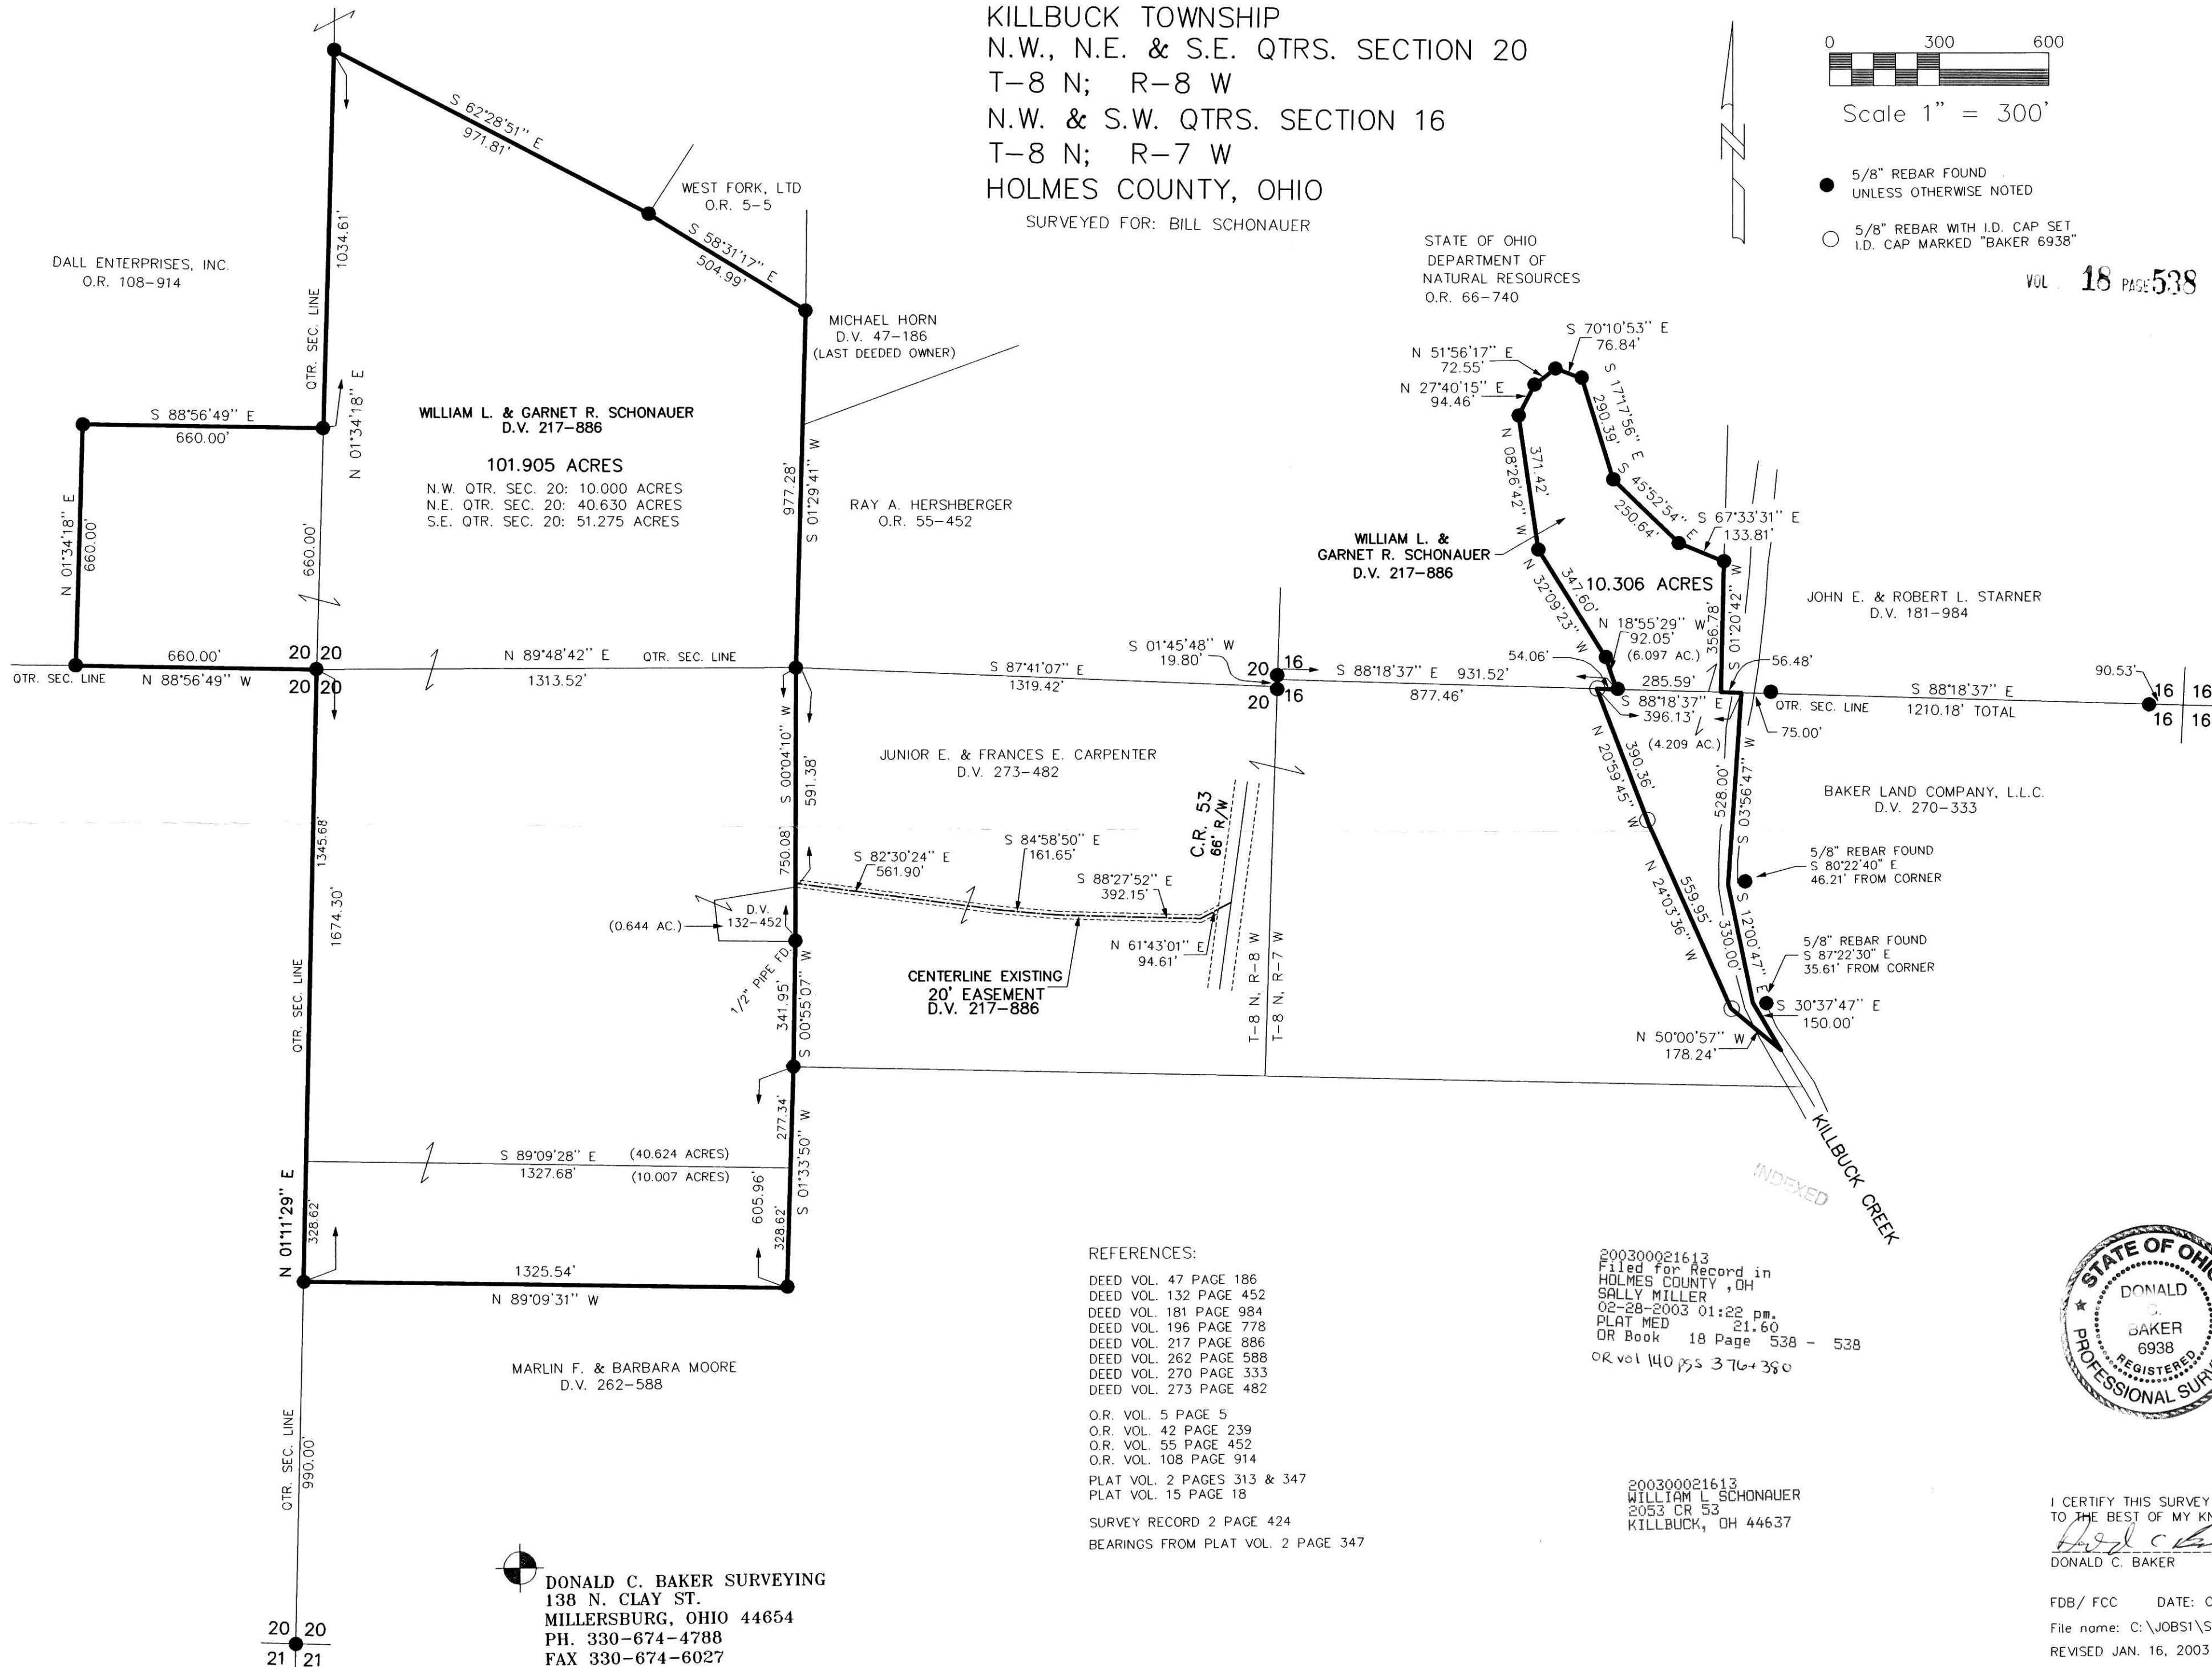 KILLBUCK TOWNSHIP
N.W., N.E. & S.E. QTRS. SECTION 20
T-8 N; R-8 W
N.W. & S.W. QTRS. SECTION 16
T-8 N; R-7 W
HOLMES COUNTY, OHIO
SURVEYED FOR: BILL SCHONAUER
0 300 600
Scale 1" = 300'
N
5/8" REBAR FOUND
UNLESS OTHERWISE NOTED
5/8" REBAR WITH I.D. CAP SET
I.D. CAP MARKED "BAKER 6938"
VOL. 18 PAGE 538
S 62°28'51" E
971.81'
WEST FORK, LTD
O.R. 5-5
S 58°31'17" E
504.99'
1034.61'
QTR. SEC. LINE
DALL ENTERPRISES, INC.
O.R. 108-914
MICHAEL HORN
D.V. 47-186
(LAST DEEDED OWNER)
S 88°56'49" E
660.00'
N 01°34'18" E
WILLIAM L. & GARNET R. SCHONAUER
D.V. 217-886
101.905 ACRES
N.W. QTR. SEC. 20: 10.000 ACRES
N.E. QTR. SEC. 20: 40.630 ACRES
S.E. QTR. SEC. 20: 51.275 ACRES
977.28'
S 01°29'41" W
RAY A. HERSHBERGER
O.R. 55-452
N 01°34'18" E
660.00'
660.00'
660.00'
QTR. SEC. LINE N 88°56'49" W
20 20
20 20
N 89°48'42" E QTR. SEC. LINE
1313.52'
S 87°41'07" E
1319.42'
S 01°45'48" W
19.80'
20 16
20 16
STATE OF OHIO
DEPARTMENT OF
NATURAL RESOURCES
O.R. 66-740
S 70°10'53" E
76.84'
N 51°56'17" E
72.55'
N 27°40'15" E
94.46'
S 17°17'56" E
290.39'
371.42'
N 08°26'42" W
S 45°52'54" E
250.64'
S 67°33'31" E
133.81'
WILLIAM L. &
GARNET R. SCHONAUER
D.V. 217-886
10.306 ACRES
347.60'
N 32°09'23" W
N 18°55'29" W
92.05'
(6.097 AC.)
356.78'
S 01°20'42" W
JOHN E. & ROBERT L. STARNER
D.V. 181-984
54.06'
56.48'
S 88°18'37" E 931.52'
877.46'
285.59'
S 88°18'37" E
396.13'
(4.209 AC.)
QTR. SEC. LINE
75.00'
S 88°18'37" E
1210.18' TOTAL
90.53'
16 16
16 16
390.36'
N 20°59'45" W
528.00'
S 03°56'47" W
BAKER LAND COMPANY, L.L.C.
D.V. 270-333
5/8" REBAR FOUND
S 80°22'40" E
46.21' FROM CORNER
559.95'
N 24°03'36" W
330.00'
S 12°00'47" E
5/8" REBAR FOUND
S 87°22'30" E
35.61' FROM CORNER
S 30°37'47" E
150.00'
N 50°00'57" W
178.24'
KILLBUCK CREEK
INDEXED
JUNIOR E. & FRANCES E. CARPENTER
D.V. 273-482
S 00°04'10" W
591.38'
750.08'
S 82°30'24" E
561.90'
S 84°58'50" E
161.65'
S 88°27'52" E
392.15'
N 61°43'01" E
94.61'
C.R. 53
66' R/W
T-8 N, R-8 W
T-8 N, R-7 W
CENTERLINE EXISTING
20' EASEMENT
D.V. 217-886
(0.644 AC.)
D.V.
132-452
1/2" PIPE FD.
341.95'
S 00°55'07" W
1345.68'
1674.30'
QTR. SEC. LINE
277.34'
S 01°33'50" W
605.96'
328.62'
S 89°09'28" E (40.624 ACRES)
1327.68' (10.007 ACRES)
N 01°11'29" E
328.62'
1325.54'
N 89°09'31" W
MARLIN F. & BARBARA MOORE
D.V. 262-588
QTR. SEC. LINE
990.00'
20 20
21 21
DONALD C. BAKER SURVEYING
138 N. CLAY ST.
MILLERSBURG, OHIO 44654
PH. 330-674-4788
FAX 330-674-6027
REFERENCES:
DEED VOL. 47 PAGE 186
DEED VOL. 132 PAGE 452
DEED VOL. 181 PAGE 984
DEED VOL. 196 PAGE 778
DEED VOL. 217 PAGE 886
DEED VOL. 262 PAGE 588
DEED VOL. 270 PAGE 333
DEED VOL. 273 PAGE 482
O.R. VOL. 5 PAGE 5
O.R. VOL. 42 PAGE 239
O.R. VOL. 55 PAGE 452
O.R. VOL. 108 PAGE 914
PLAT VOL. 2 PAGES 313 & 347
PLAT VOL. 15 PAGE 18
SURVEY RECORD 2 PAGE 424
BEARINGS FROM PLAT VOL. 2 PAGE 347
200300021613
Filed for Record in
HOLMES COUNTY ,OH
SALLY MILLER
02-28-2003 01:22 pm.
PLAT MED 21.60
OR Book 18 Page 538 - 538
OR vol 140 pgs 376+380
200300021613
WILLIAM L SCHONAUER
2053 CR 53
KILLBUCK, OH 44637
STATE OF OHIO
DONALD
C.
BAKER
6938
REGISTERED
PROFESSIONAL SURV
I CERTIFY THIS SURVEY
TO THE BEST OF MY KN
DONALD C. BAKER
FDB/ FCC DATE: O
File name: C:\JOBS1\S
REVISED JAN. 16, 2003